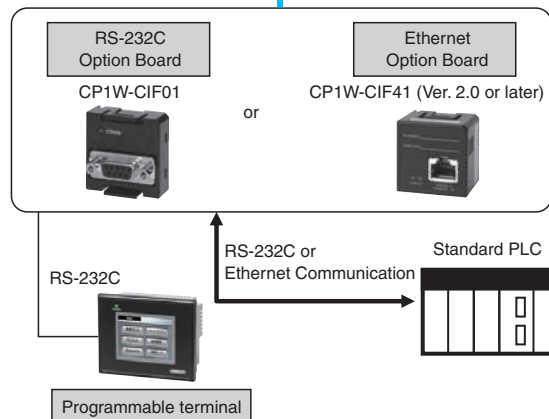 RS-232C
Option Board
CP1W-CIF01
or
Ethernet
Option Board
CP1W-CIF41 (Ver. 2.0 or later)
RS-232C or
Ethernet Communication
Standard PLC
RS-232C
Programmable terminal